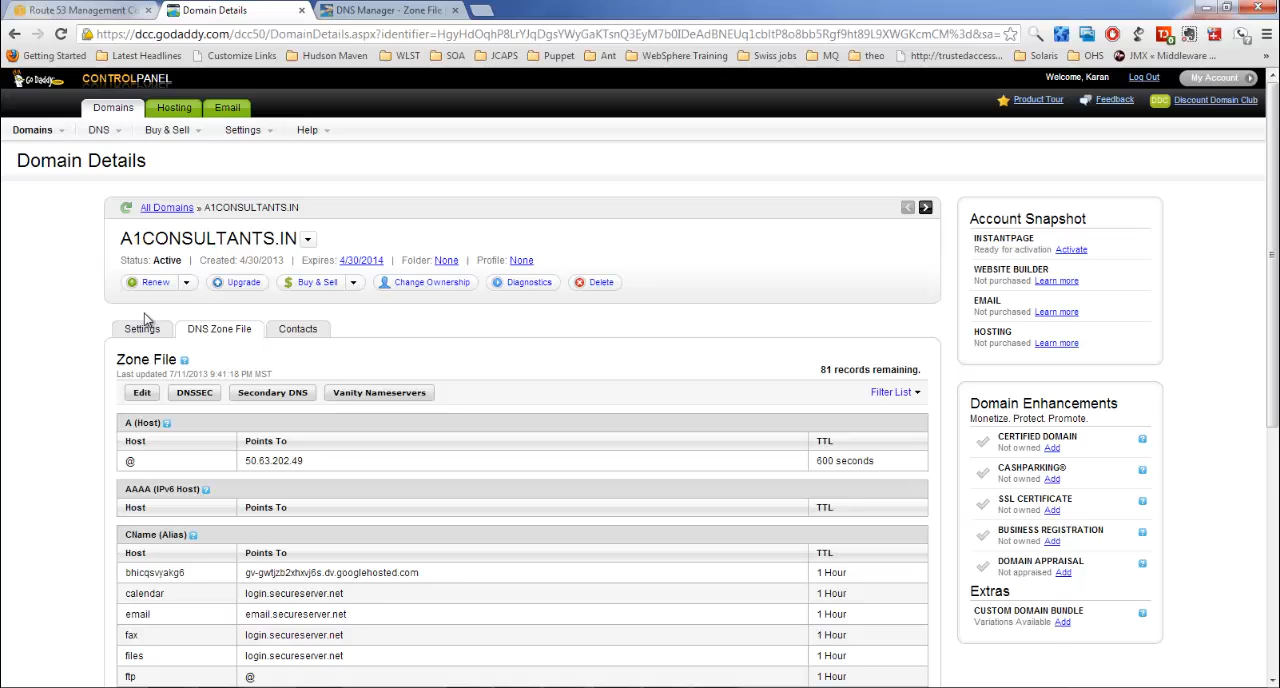 Route 53 Management C
Domain Details
DNS Manager - Zone File
https://dcc.godaddy.com/dcc50/DomainDetails.aspx?identifier=
Getting Started
Latest Headlines
Customize Links
Hudson Maven
WLST
SOA
JCAPS
Puppet
Ant
WebSphere Training
Swiss jobs
MQ
theo
http://trustedaccess...
Solaris
OHS
JMX » Middleware ...
»
Go Daddy.com
CONTROLPANEL
Welcome, Karan
Log Out
My Account
Domains
Hosting
Email
Product Tour
Feedback
DDC
Discount Domain Club
Domains
DNS
Buy & Sell
Settings
Help
Domain Details
All Domains » A1CONSULTANTS.IN
A1CONSULTANTS.IN
Status: Active | Created: 4/30/2013 | Expires: 4/30/2014 | Folder: None | Profile: None
Renew
Upgrade
Buy & Sell
Change Ownership
Diagnostics
Delete
Settings
DNS Zone File
Contacts
Zone File
Last updated 7/11/2013 9:41:18 PM MST
81 records remaining.
Edit
DNSSEC
Secondary DNS
Vanity Nameservers
Filter List
A (Host)
Host Points To TTL
@ 50.63.202.49 600 seconds
AAAA (IPv6 Host)
Host Points To TTL
CName (Alias)
Host Points To TTL
bhicqsvyakg6 gv-gwtjzb2xhxvj6s.dv.googlehosted.com 1 Hour
calendar login.secureserver.net 1 Hour
email email.secureserver.net 1 Hour
fax login.secureserver.net 1 Hour
files login.secureserver.net 1 Hour
ftp @ 1 Hour
Account Snapshot
INSTANTPAGE
Ready for activation Activate
WEBSITE BUILDER
Not purchased Learn more
EMAIL
Not purchased Learn more
HOSTING
Not purchased Learn more
Domain Enhancements
Monetize. Protect. Promote.
CERTIFIED DOMAIN
Not owned Add
CASHPARKING®
Not owned Add
SSL CERTIFICATE
Not owned Add
BUSINESS REGISTRATION
Not owned Add
DOMAIN APPRAISAL
Not appraised Add
Extras
CUSTOM DOMAIN BUNDLE
Variations Available Add